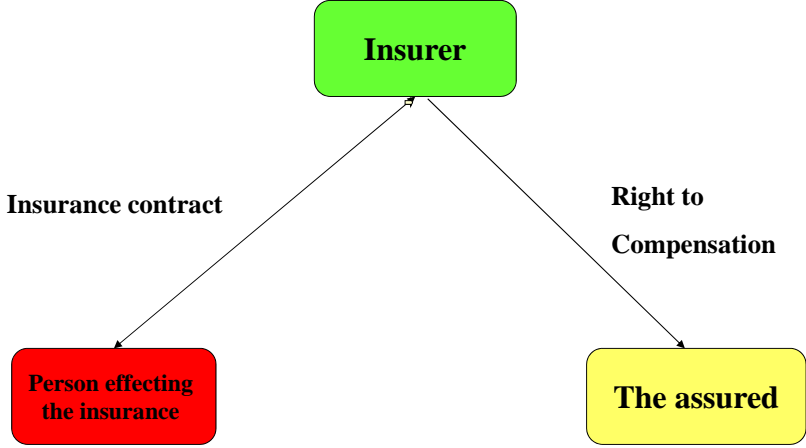 Insurer
Insurance contract
Right to
Compensation
Person effecting
the insurance
The assured